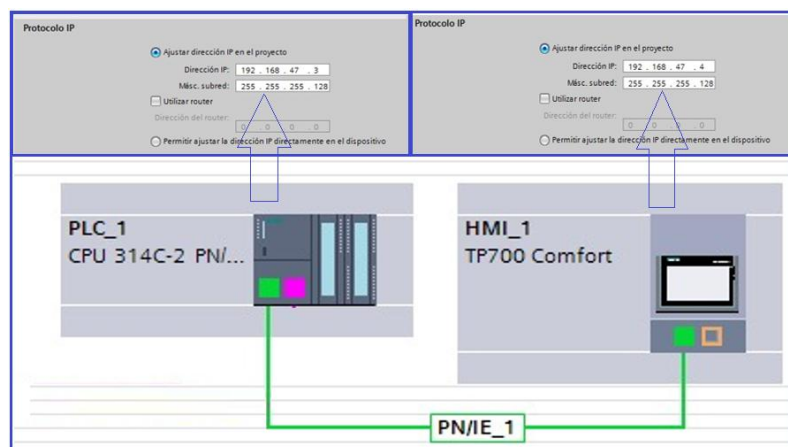 Protocolo IP
Ajustar dirección IP en el proyecto
Dirección IP: 192 . 168 . 47 . 3
Másc. subred: 255 . 255 . 255 . 128
Utilizar router
Dirección del router: 0 . 0 . 0 . 0
Permitir ajustar la dirección IP directamente en el dispositivo
Protocolo IP
Ajustar dirección IP en el proyecto
Dirección IP: 192 . 168 . 47 . 4
Másc. subred: 255 . 255 . 255 . 128
Utilizar router
Dirección del router: 0 . 0 . 0 . 0
Permitir ajustar la dirección IP directamente en el dispositivo
PLC_1
CPU 314C-2 PN/...
HMI_1
TP700 Comfort
PN/IE_1